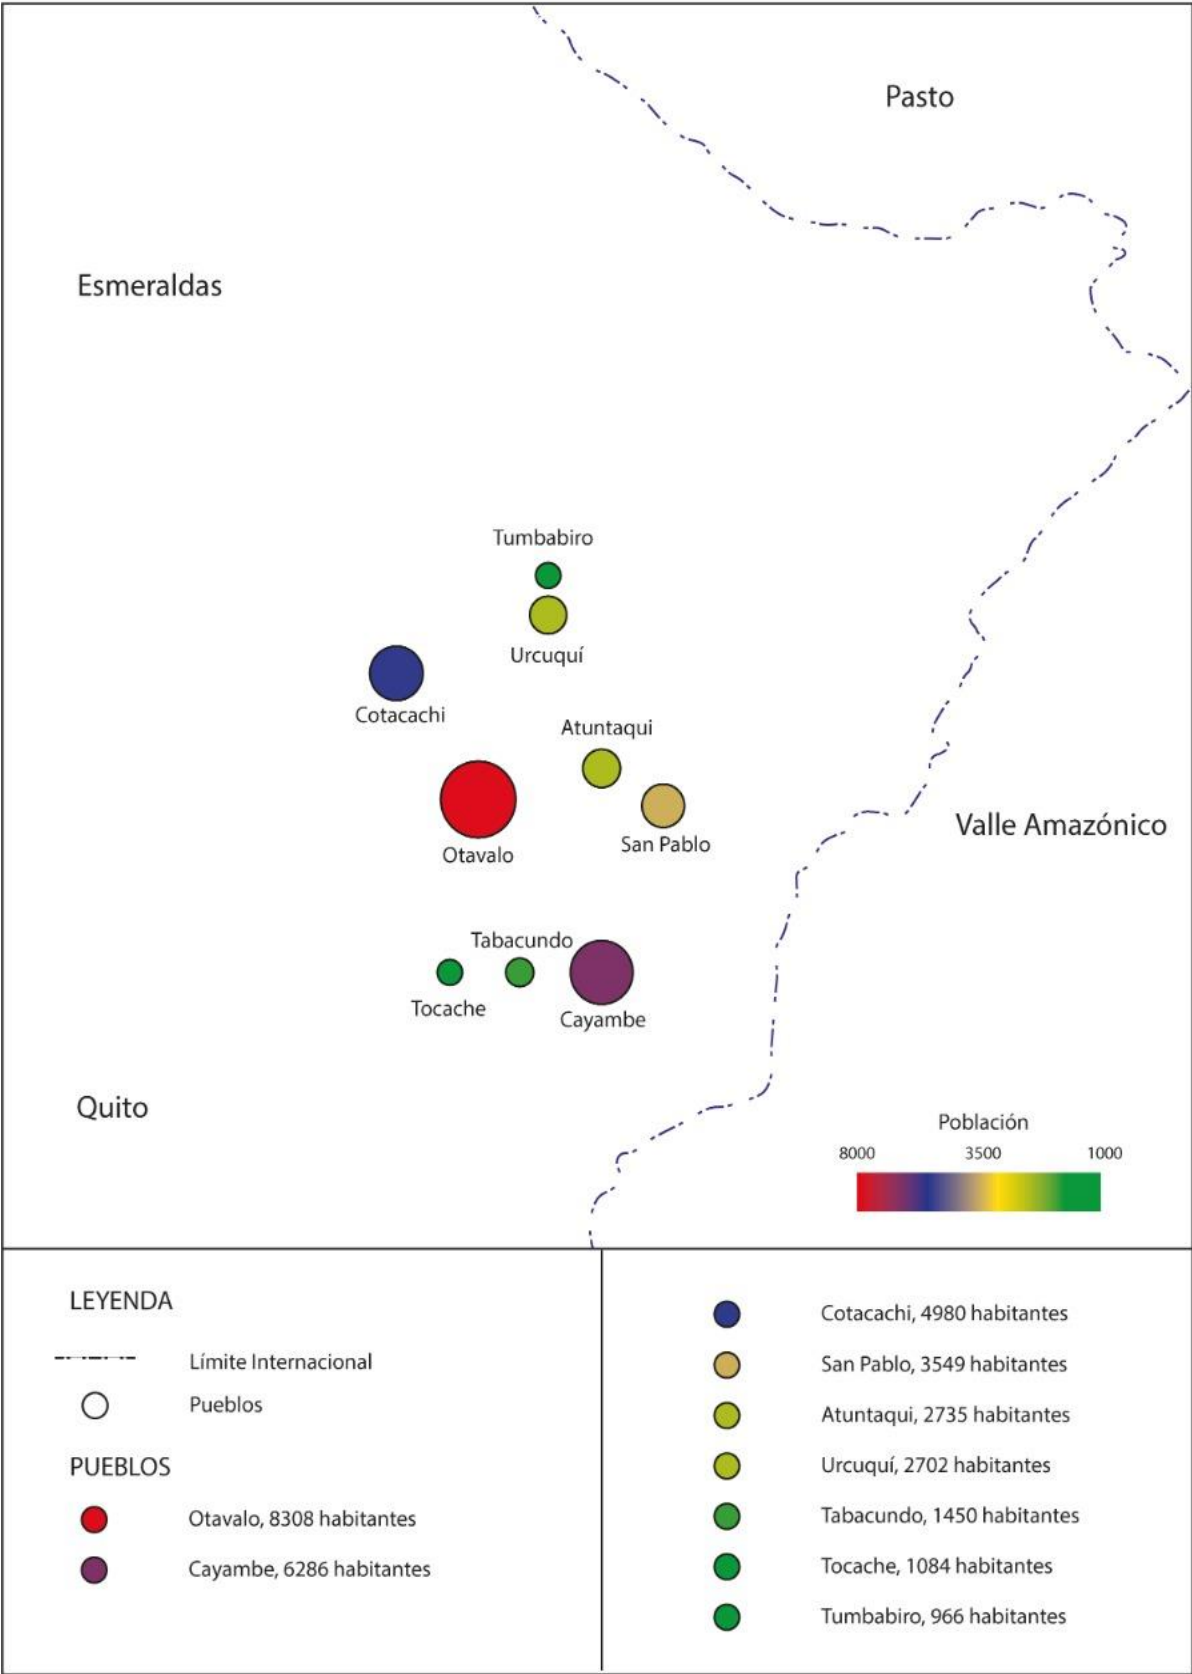 Pasto
Esmeraldas
Tumbabiro
Urcuquí
Cotacachi
Atuntaqui
Otavalo
San Pablo
Valle Amazónico
Tabacundo
Tocache
Cayambe
Quito
Población
8000 3500 1000
LEYENDA
Límite Internacional
Pueblos
PUEBLOS
Otavalo, 8308 habitantes
Cayambe, 6286 habitantes
Cotacachi, 4980 habitantes
San Pablo, 3549 habitantes
Atuntaqui, 2735 habitantes
Urcuquí, 2702 habitantes
Tabacundo, 1450 habitantes
Tocache, 1084 habitantes
Tumbabiro, 966 habitantes